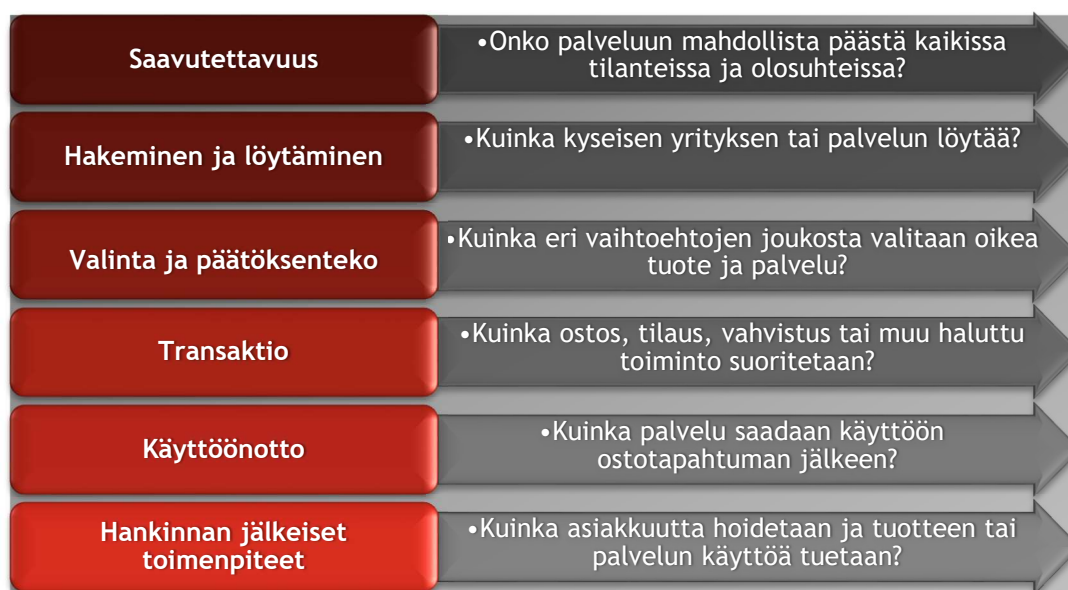 Saavutettavuus
•Onko palveluun mahdollista päästä kaikissa
tilanteissa ja olosuhteissa?
Hakeminen ja löytäminen
•Kuinka kyseisen yrityksen tai palvelun löytää?
Valinta ja päätöksenteko
•Kuinka eri vaihtoehtojen joukosta valitaan oikea
tuote ja palvelu?
Transaktio
•Kuinka ostos, tilaus, vahvistus tai muu haluttu
toiminto suoritetaan?
Käyttöönotto
•Kuinka palvelu saadaan käyttöön
ostotapahtuman jälkeen?
Hankinnan jälkeiset
toimenpiteet
•Kuinka asiakkuutta hoidetaan ja tuotteen tai
palvelun käyttöä tuetaan?